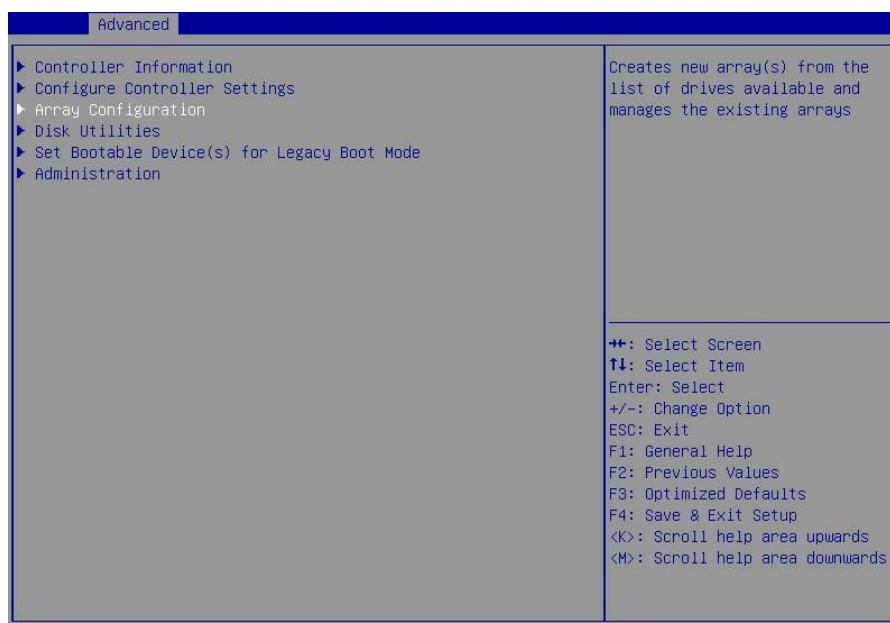 Advanced
Controller Information
Configure Controller Settings
Array Configuration
Disk Utilities
Set Bootable Device(s) for Legacy Boot Mode
Administration
Creates new array(s) from the
list of drives available and
manages the existing arrays
→←: Select Screen
↑↓: Select Item
Enter: Select
+/-: Change Option
ESC: Exit
F1: General Help
F2: Previous Values
F3: Optimized Defaults
F4: Save & Exit Setup
<K>: Scroll help area upwards
<M>: Scroll help area downwards